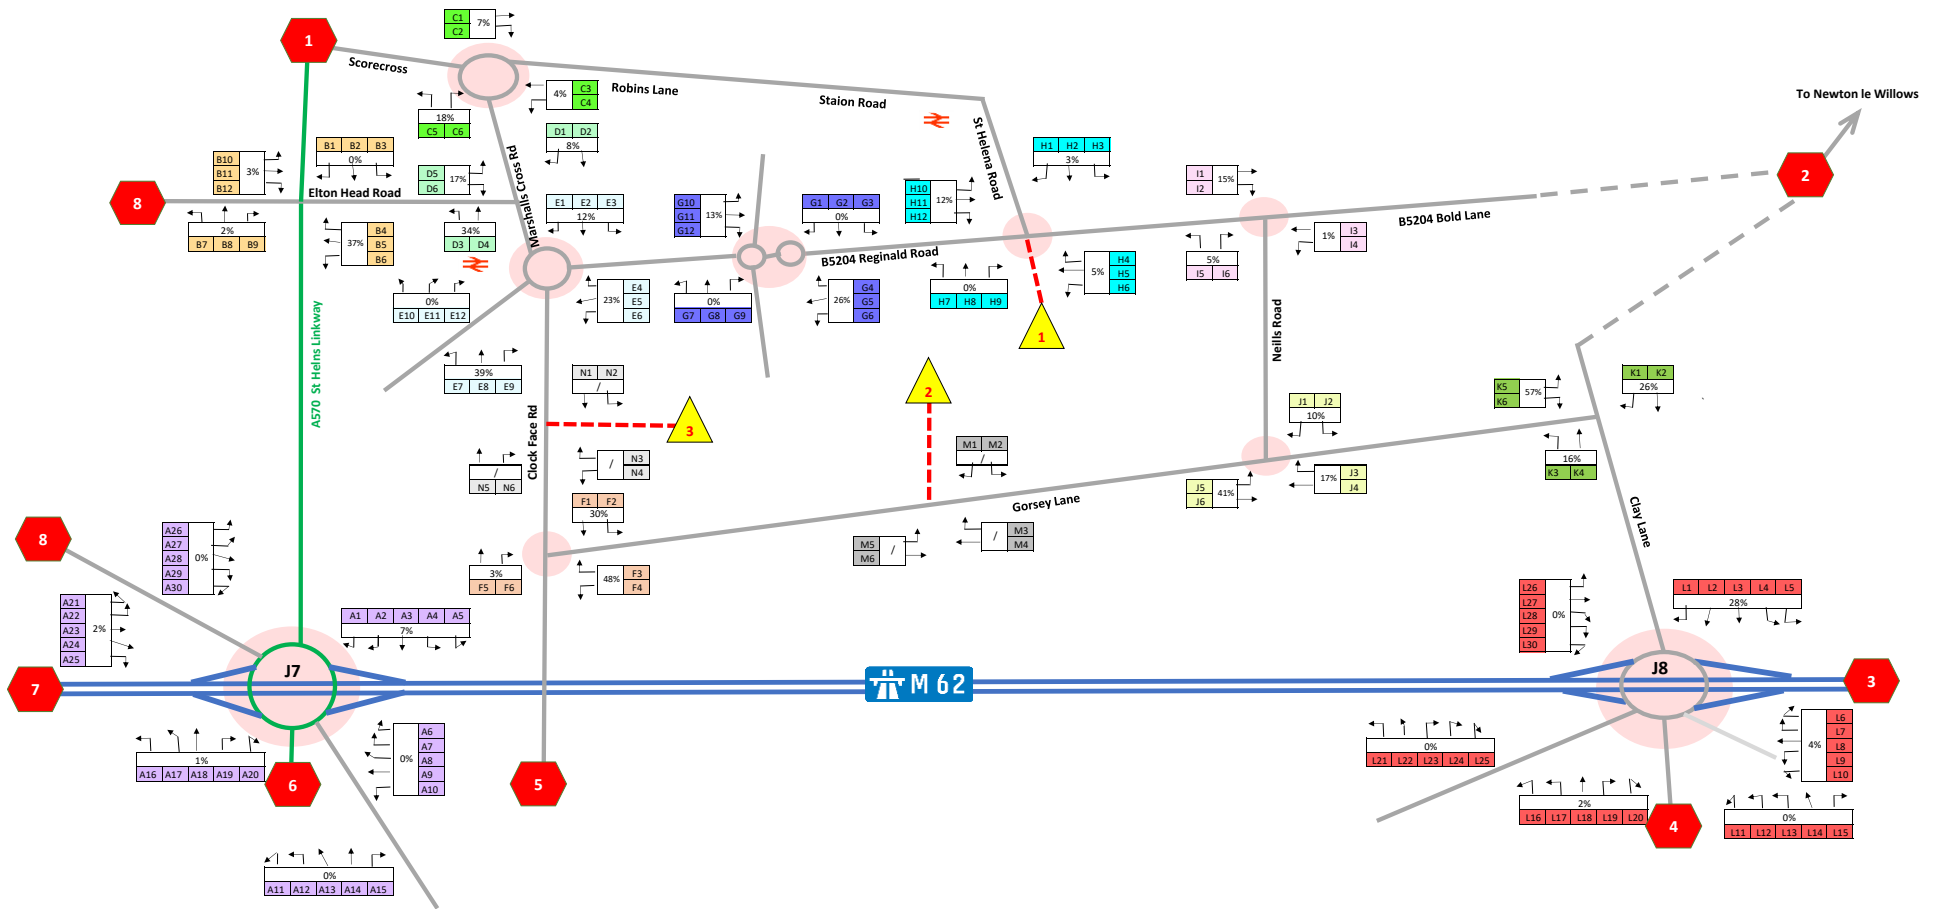 C1
7%
C2
1
Scorecross
Robins Lane
4%
C3
C4
Staion Road
To Newton le Willows
18%
C5 C6
D1 D2
8%
St Helena Road
H1 H2 H3
3%
B1 B2 B3
0%
B10
B11
B12
3%
D5
D6
17%
Marshalls Cross Rd
I1
I2
15%
2
8
Elton Head Road
E1 E2 E3
12%
G10
G11
G12
13%
G1 G2 G3
0%
H10
H11
H12
12%
B5204 Bold Lane
2%
B7 B8 B9
37%
B4
B5
B6
34%
D3 D4
1%
I3
I4
B5204 Reginald Road
5%
I5 I6
0%
E10 E11 E12
23%
E4
E5
E6
0%
G7 G8 G9
26%
G4
G5
G6
0%
H7 H8 H9
5%
H4
H5
H6
A570 St Helns Linkway
1
Neills Road
39%
E7 E8 E9
N1 N2
/
2
K5
K6
57%
K1 K2
26%
Clock Face Rd
3
J1 J2
10%
M1 M2
/
/
N5 N6
/
N3
N4
16%
K3 K4
J5
J6
41%
17%
J3
J4
F1 F2
30%
Gorsey Lane
Clay Lane
8
A26
A27
A28
A29
A30
0%
M5
M6
/
/
M3
M4
3%
F5 F6
48%
F3
F4
A21
A22
A23
A24
A25
2%
A1 A2 A3 A4 A5
7%
L26
L27
L28
L29
L30
0%
L1 L2 L3 L4 L5
28%
7
J7
M 62
J8
3
1%
A16 A17 A18 A19 A20
0%
A6
A7
A8
A9
A10
0%
L21 L22 L23 L24 L25
4%
L6
L7
L8
L9
L10
6
5
2%
L16 L17 L18 L19 L20
4
0%
L11 L12 L13 L14 L15
0%
A11 A12 A13 A14 A15